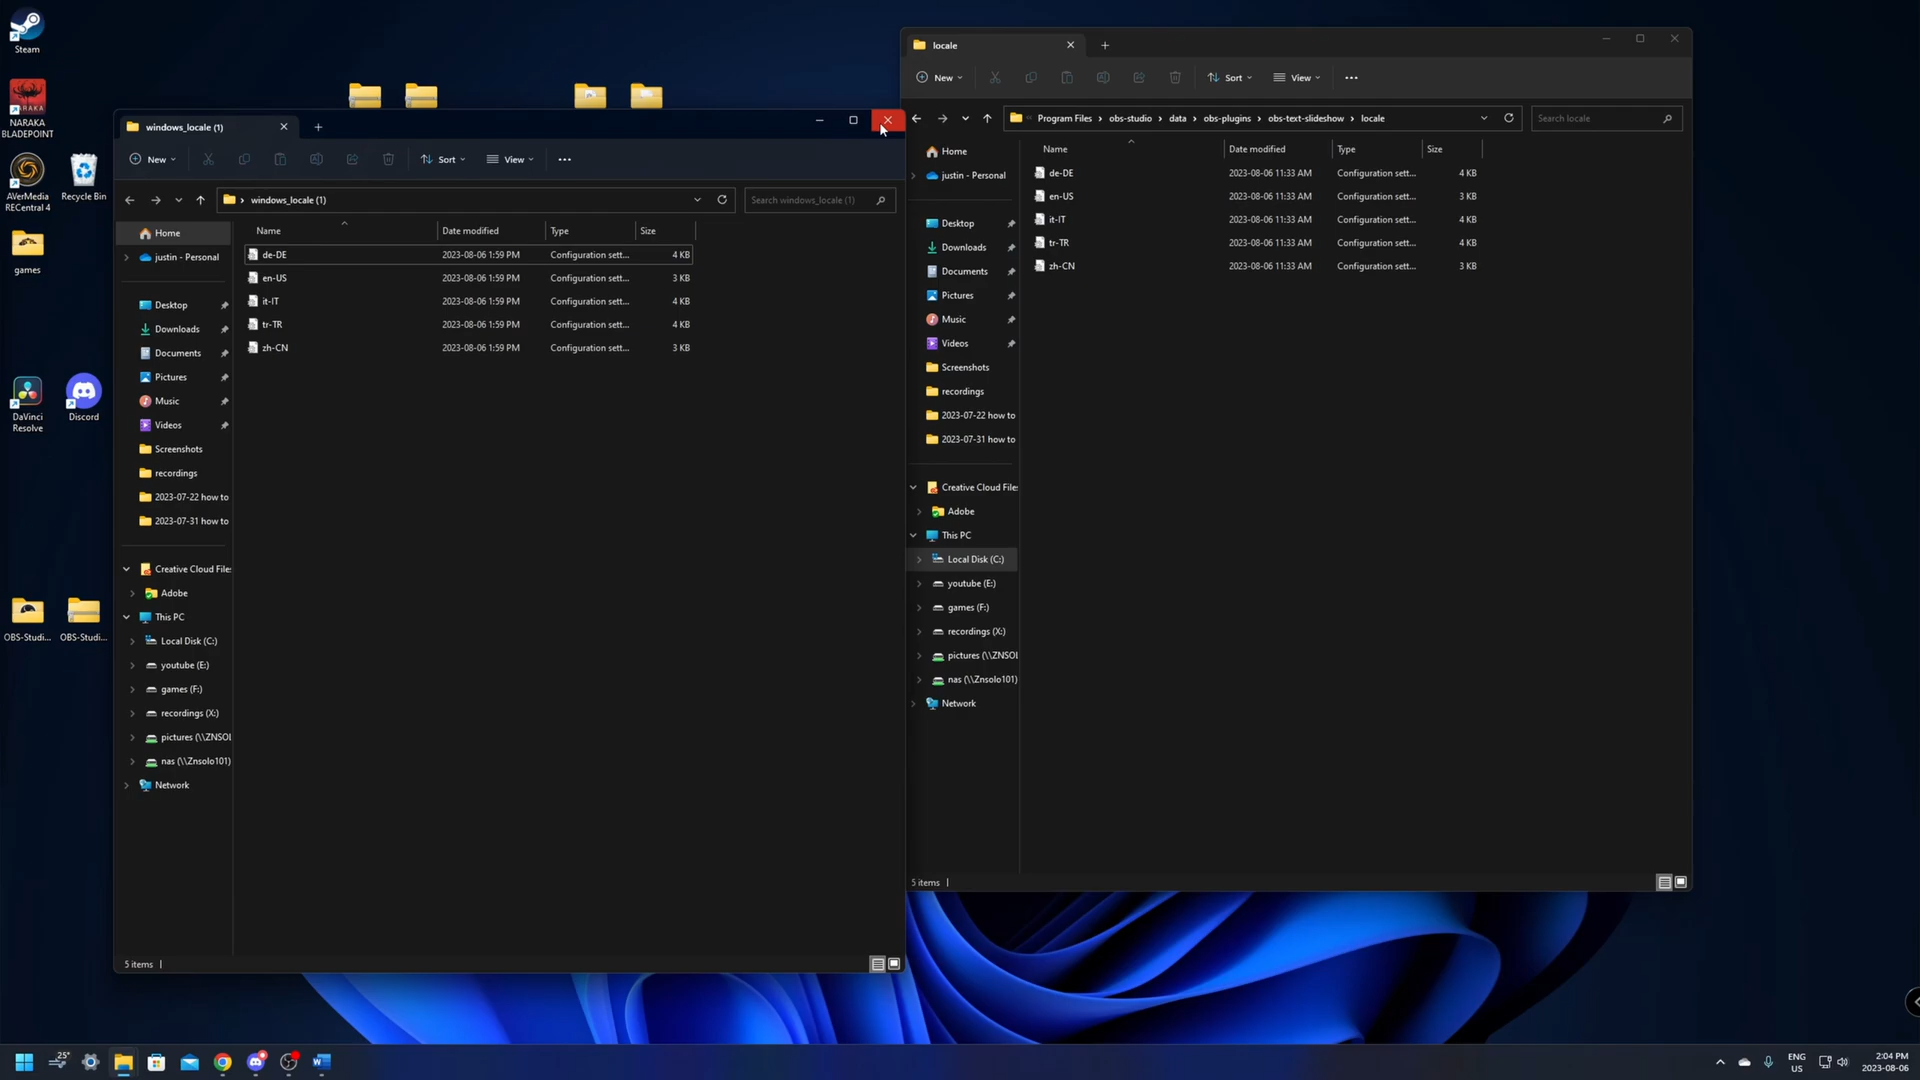 Steam
NARAKA
BLADEPOINT
AVerMedia
RECentral 4
Recycle Bin
games
DaVinci
Resolve
Discord
OBS-Studi...
OBS-Studi...
windows_locale (1)
New
Sort
View
windows_locale (1)
Search windows_locale (1)
Home
justin - Personal
Desktop
Downloads
Documents
Pictures
Music
Videos
Screenshots
recordings
2023-07-22 how to
2023-07-31 how to
Creative Cloud Files
Adobe
This PC
Local Disk (C:)
youtube (E:)
games (F:)
recordings (X:)
pictures (\\ZNSOL
nas (\\Znsolo101)
Network
Name Date modified Type Size
de-DE 2023-08-06 1:59 PM Configuration sett... 4 KB
en-US 2023-08-06 1:59 PM Configuration sett... 3 KB
it-IT 2023-08-06 1:59 PM Configuration sett... 4 KB
tr-TR 2023-08-06 1:59 PM Configuration sett... 4 KB
zh-CN 2023-08-06 1:59 PM Configuration sett... 3 KB
5 items
locale
New
Sort
View
Program Files > obs-studio > data > obs-plugins > obs-text-slideshow > locale
Search locale
Home
justin - Personal
Desktop
Downloads
Documents
Pictures
Music
Videos
Screenshots
recordings
2023-07-22 how to
2023-07-31 how to
Creative Cloud Files
Adobe
This PC
Local Disk (C:)
youtube (E:)
games (F:)
recordings (X:)
pictures (\\ZNSOL
nas (\\Znsolo101)
Network
Name Date modified Type Size
de-DE 2023-08-06 11:33 AM Configuration sett... 4 KB
en-US 2023-08-06 11:33 AM Configuration sett... 3 KB
it-IT 2023-08-06 11:33 AM Configuration sett... 4 KB
tr-TR 2023-08-06 11:33 AM Configuration sett... 4 KB
zh-CN 2023-08-06 11:33 AM Configuration sett... 3 KB
5 items
25°
ENG
US
2:04 PM
2023-08-06